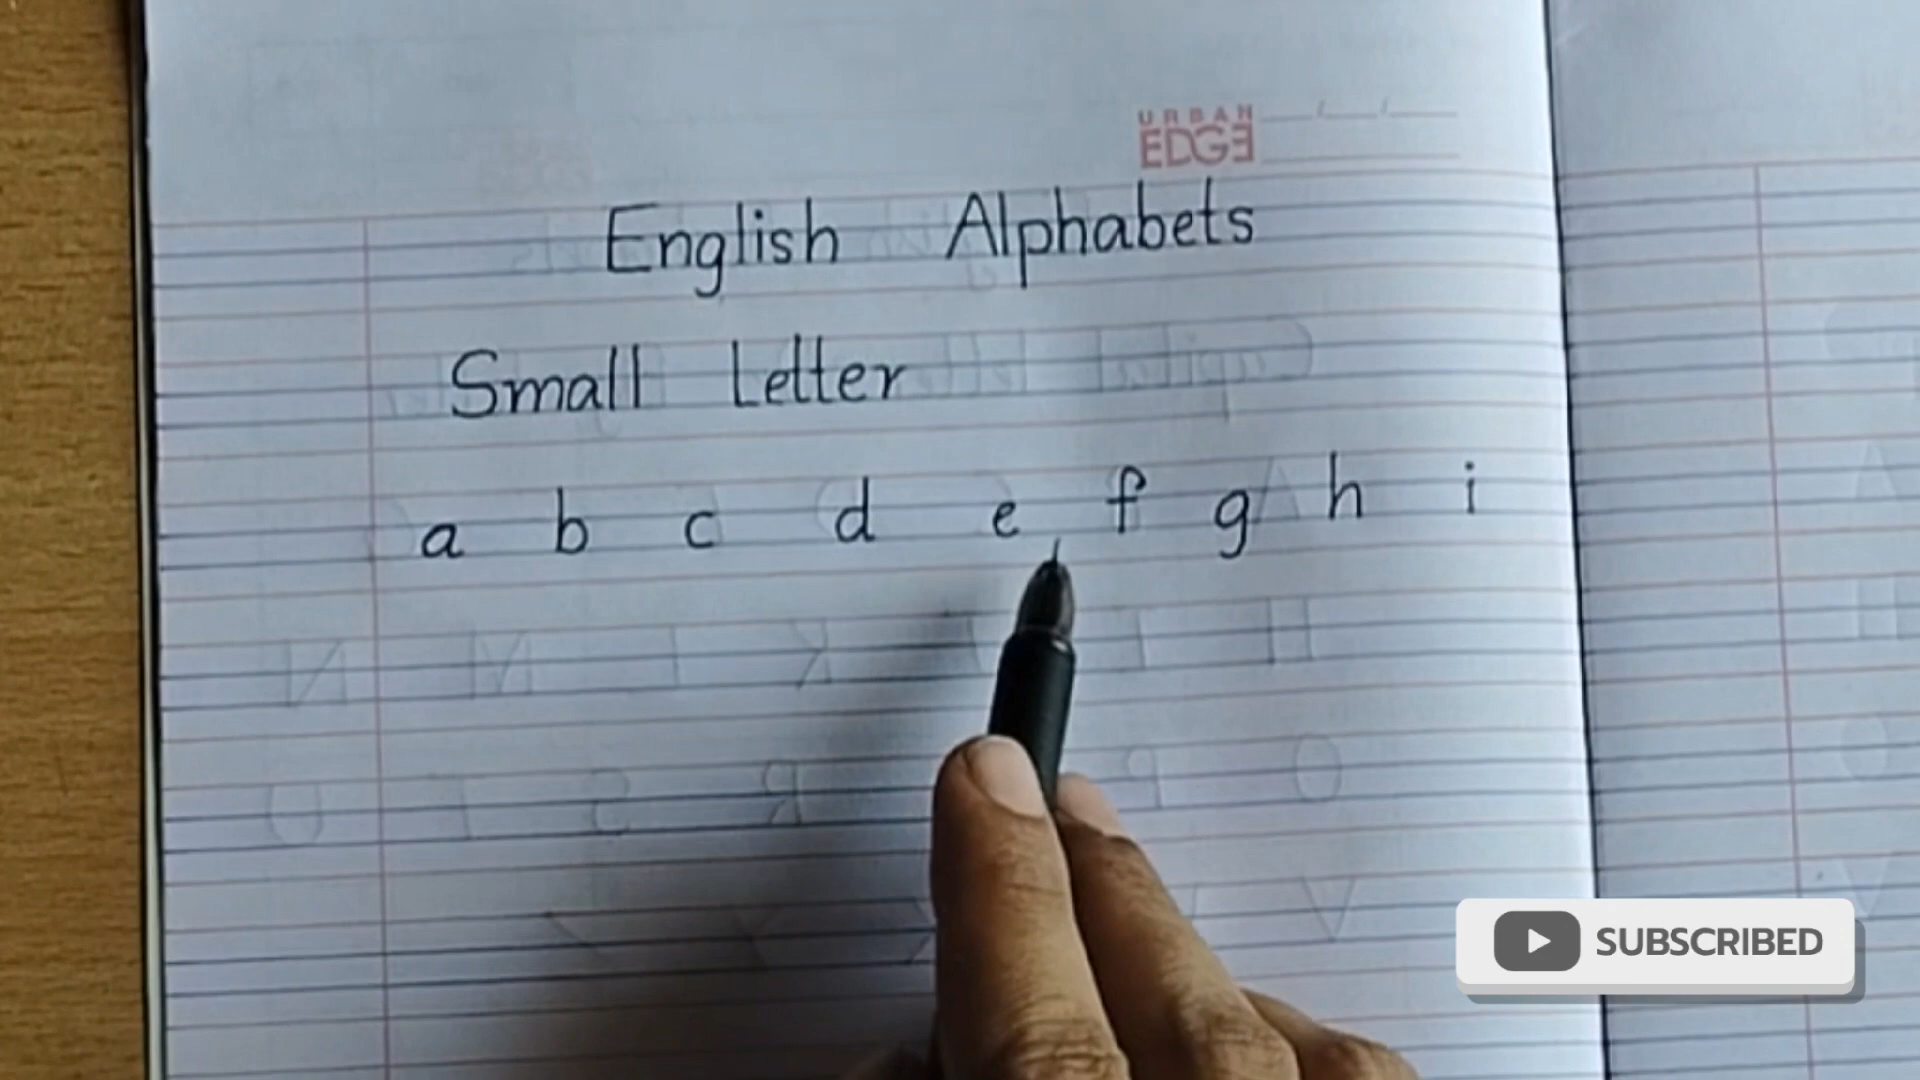 URBAN
EDGE
English Alphabets
Small Letter
a b c d e f g h i
SUBSCRIBED